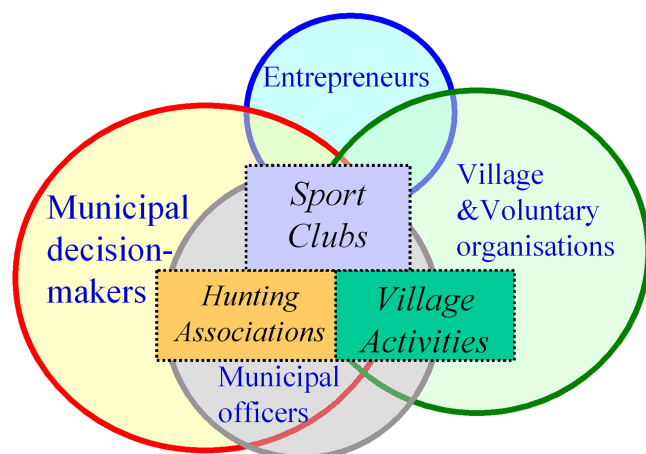 Entrepreneurs
Village
&Voluntary
organisations
Sport
Clubs
Municipal
decision-
makers
Hunting
Associations
Village
Activities
Municipal
officers